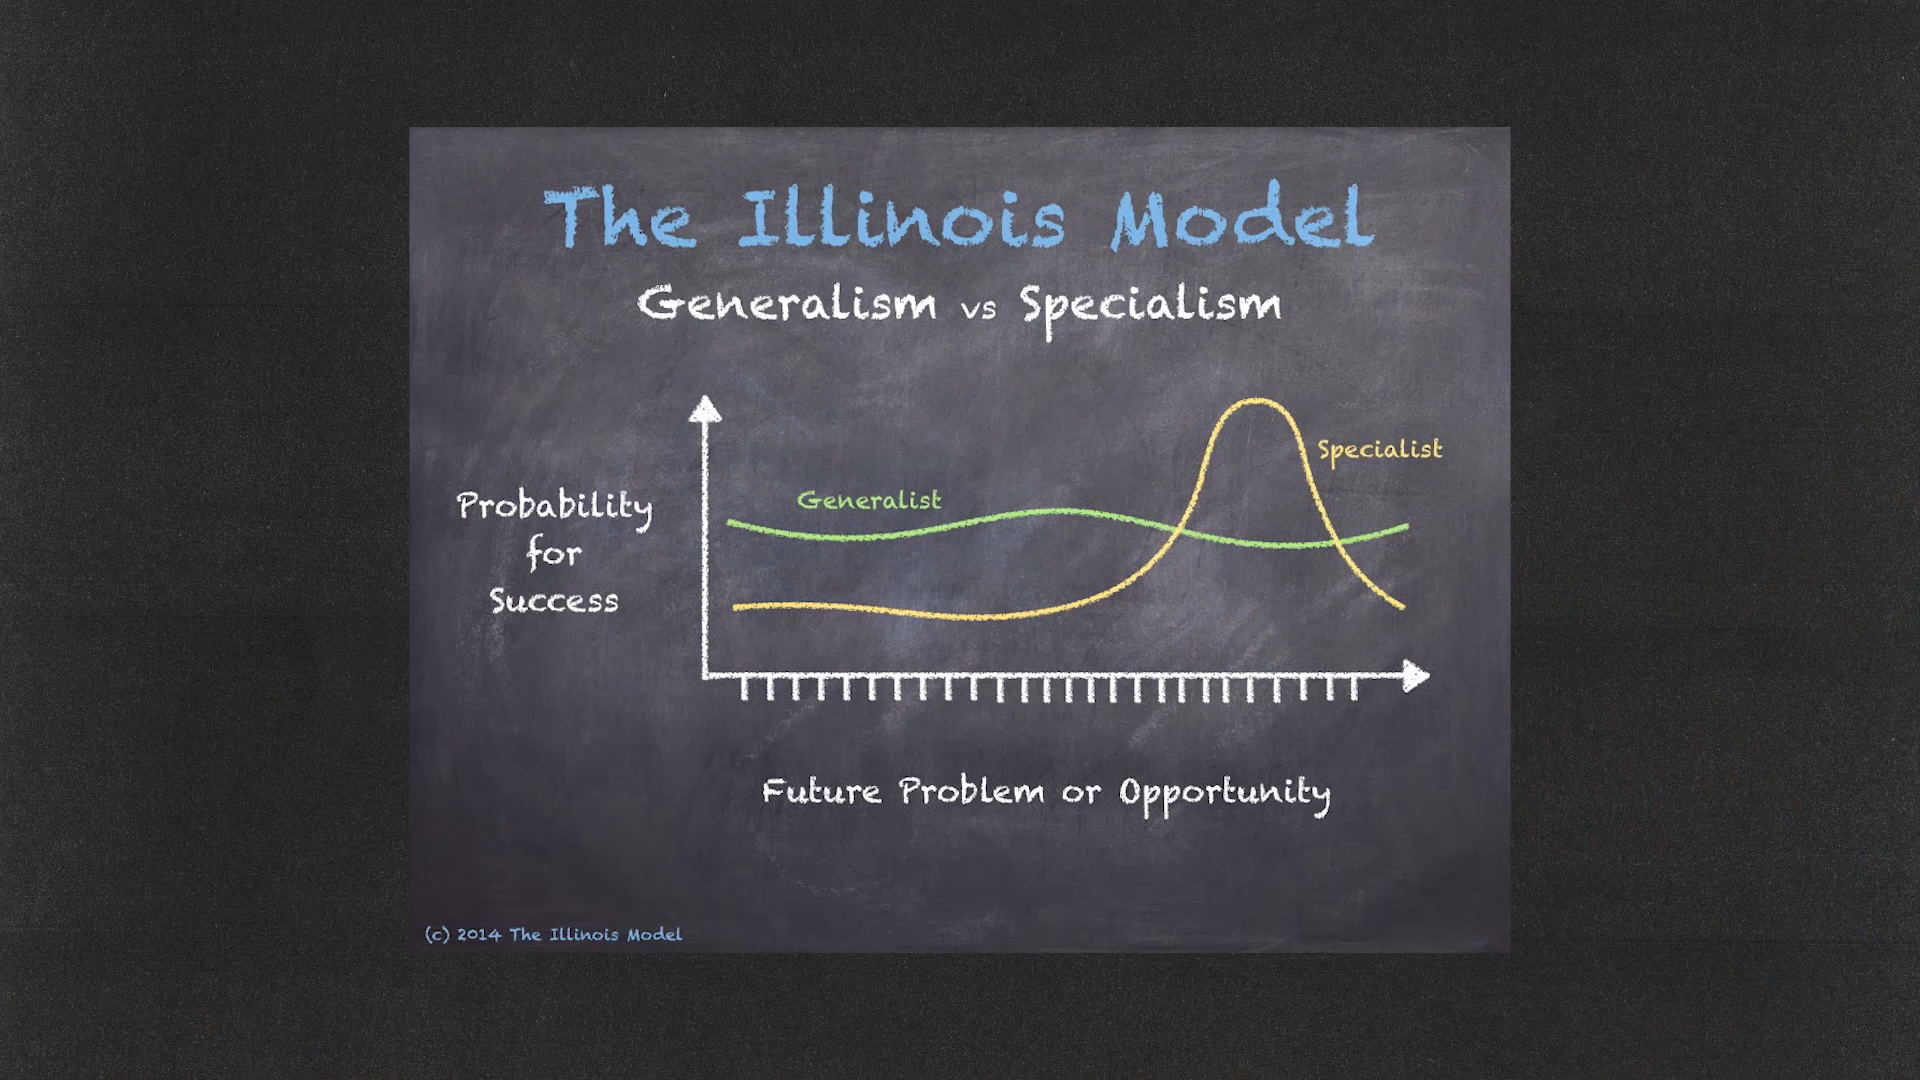 The Illinois Model
Generalism vs Specialism
Specialist
Generalist
Probability
for
Success
Future Problem or Opportunity
(c) 2014 The Illinois Model